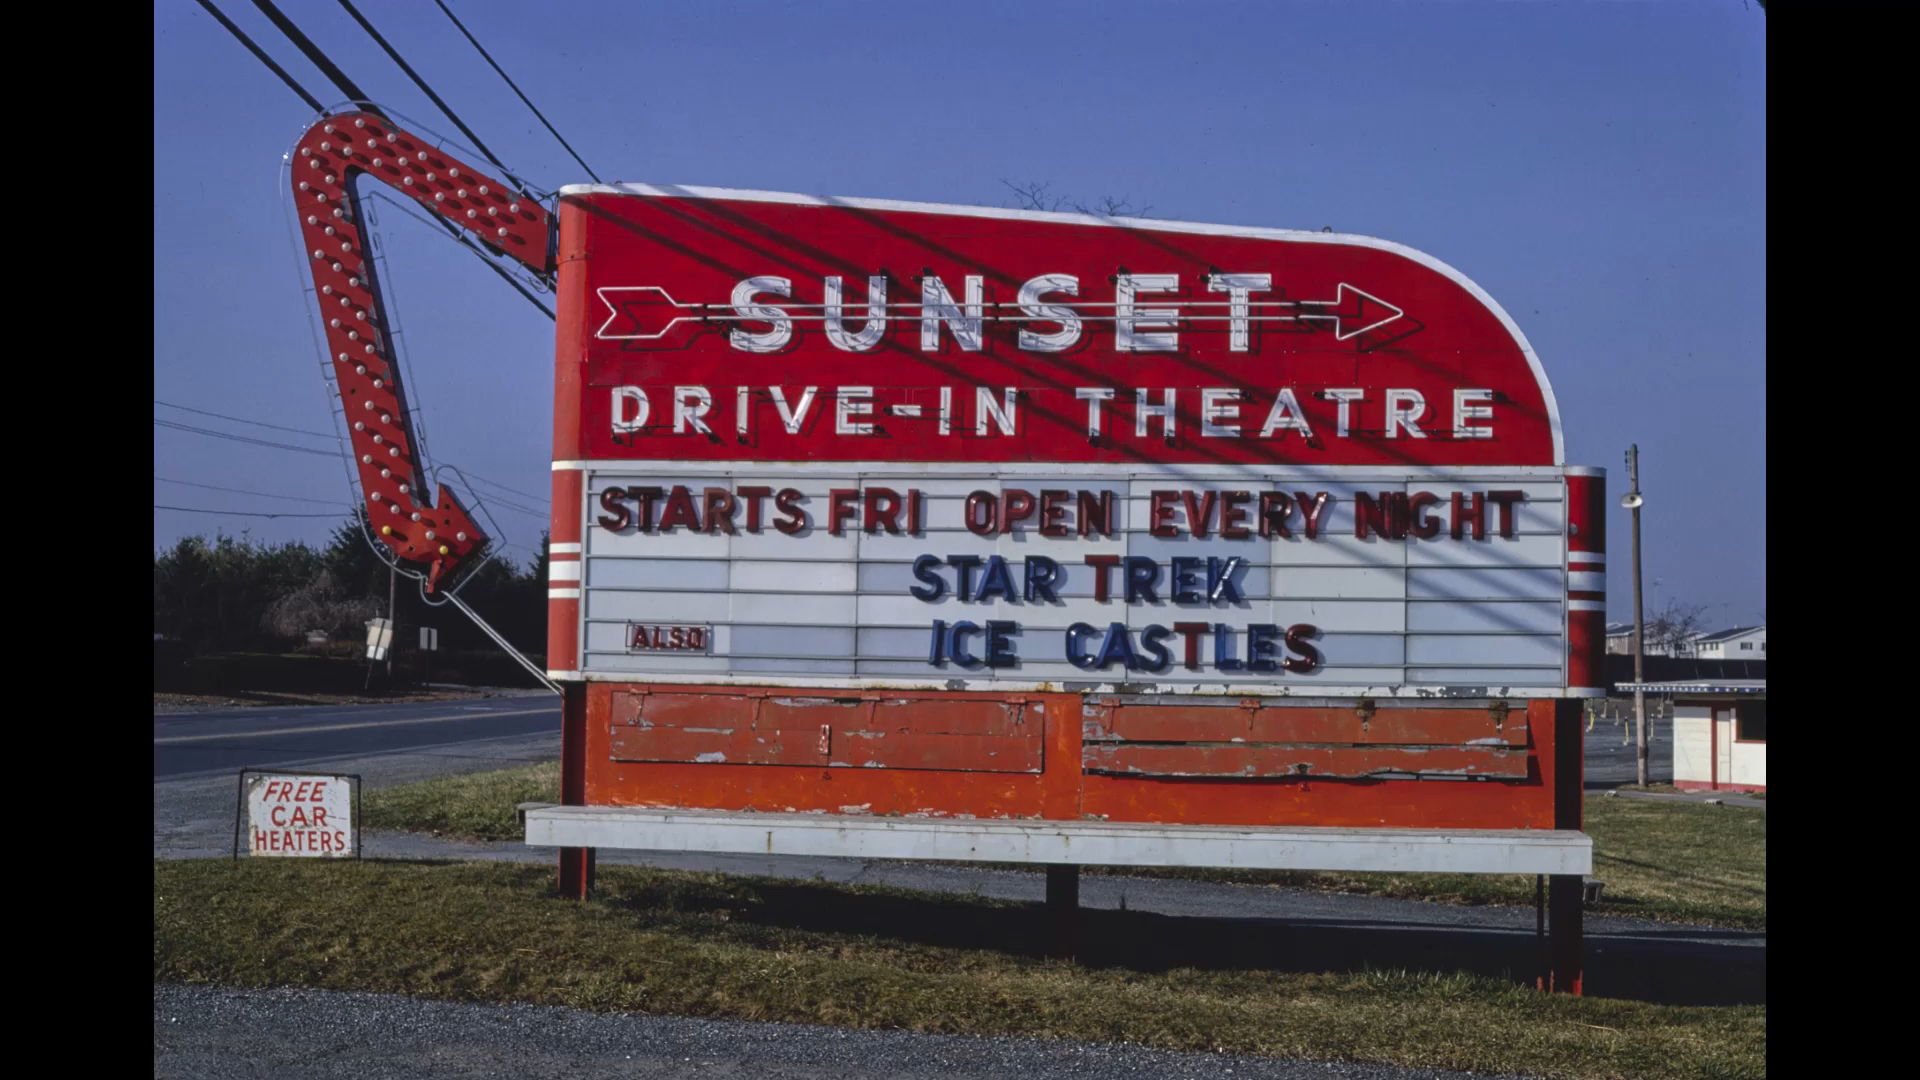 SUNSET
DRIVE-IN THEATRE
STARTS FRI OPEN EVERY NIGHT
STAR TREK
ALSO ICE CASTLES
FREE
CAR
HEATERS